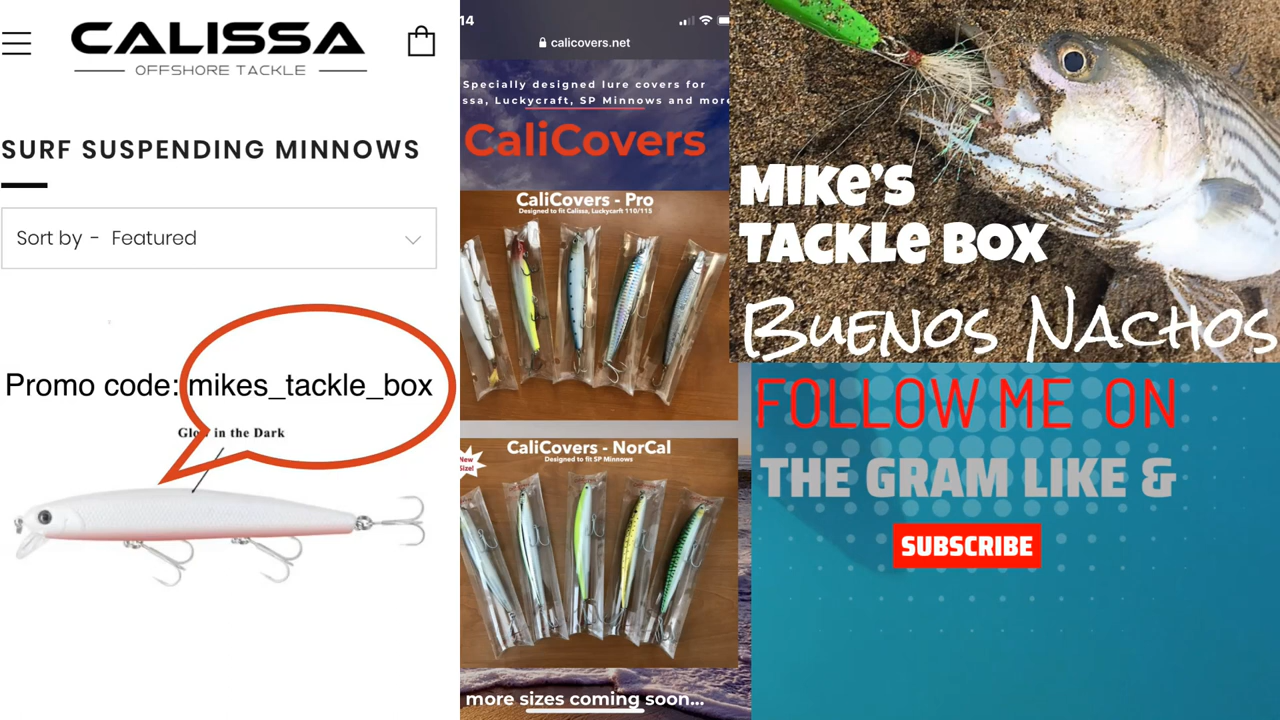 CALISSA
OFFSHORE TACKLE
SURF SUSPENDING MINNOWS
Sort by - Featured
Promo code: mikes_tackle_box
Glow in the Dark
14
calicovers.net
Specially designed lure covers for
ssa, Luckycraft, SP Minnows and more
CaliCovers
CaliCovers - Pro
Designed to fit Calissa, Luckycarft 110/115
CaliCovers - NorCal
Designed to fit SP Minnows
New
Size!
more sizes coming soon...
MIKE'S
TACKLE BOX
BUENOS NACHOS
FOLLOW ME ON
THE GRAM LIKE &
SUBSCRIBE